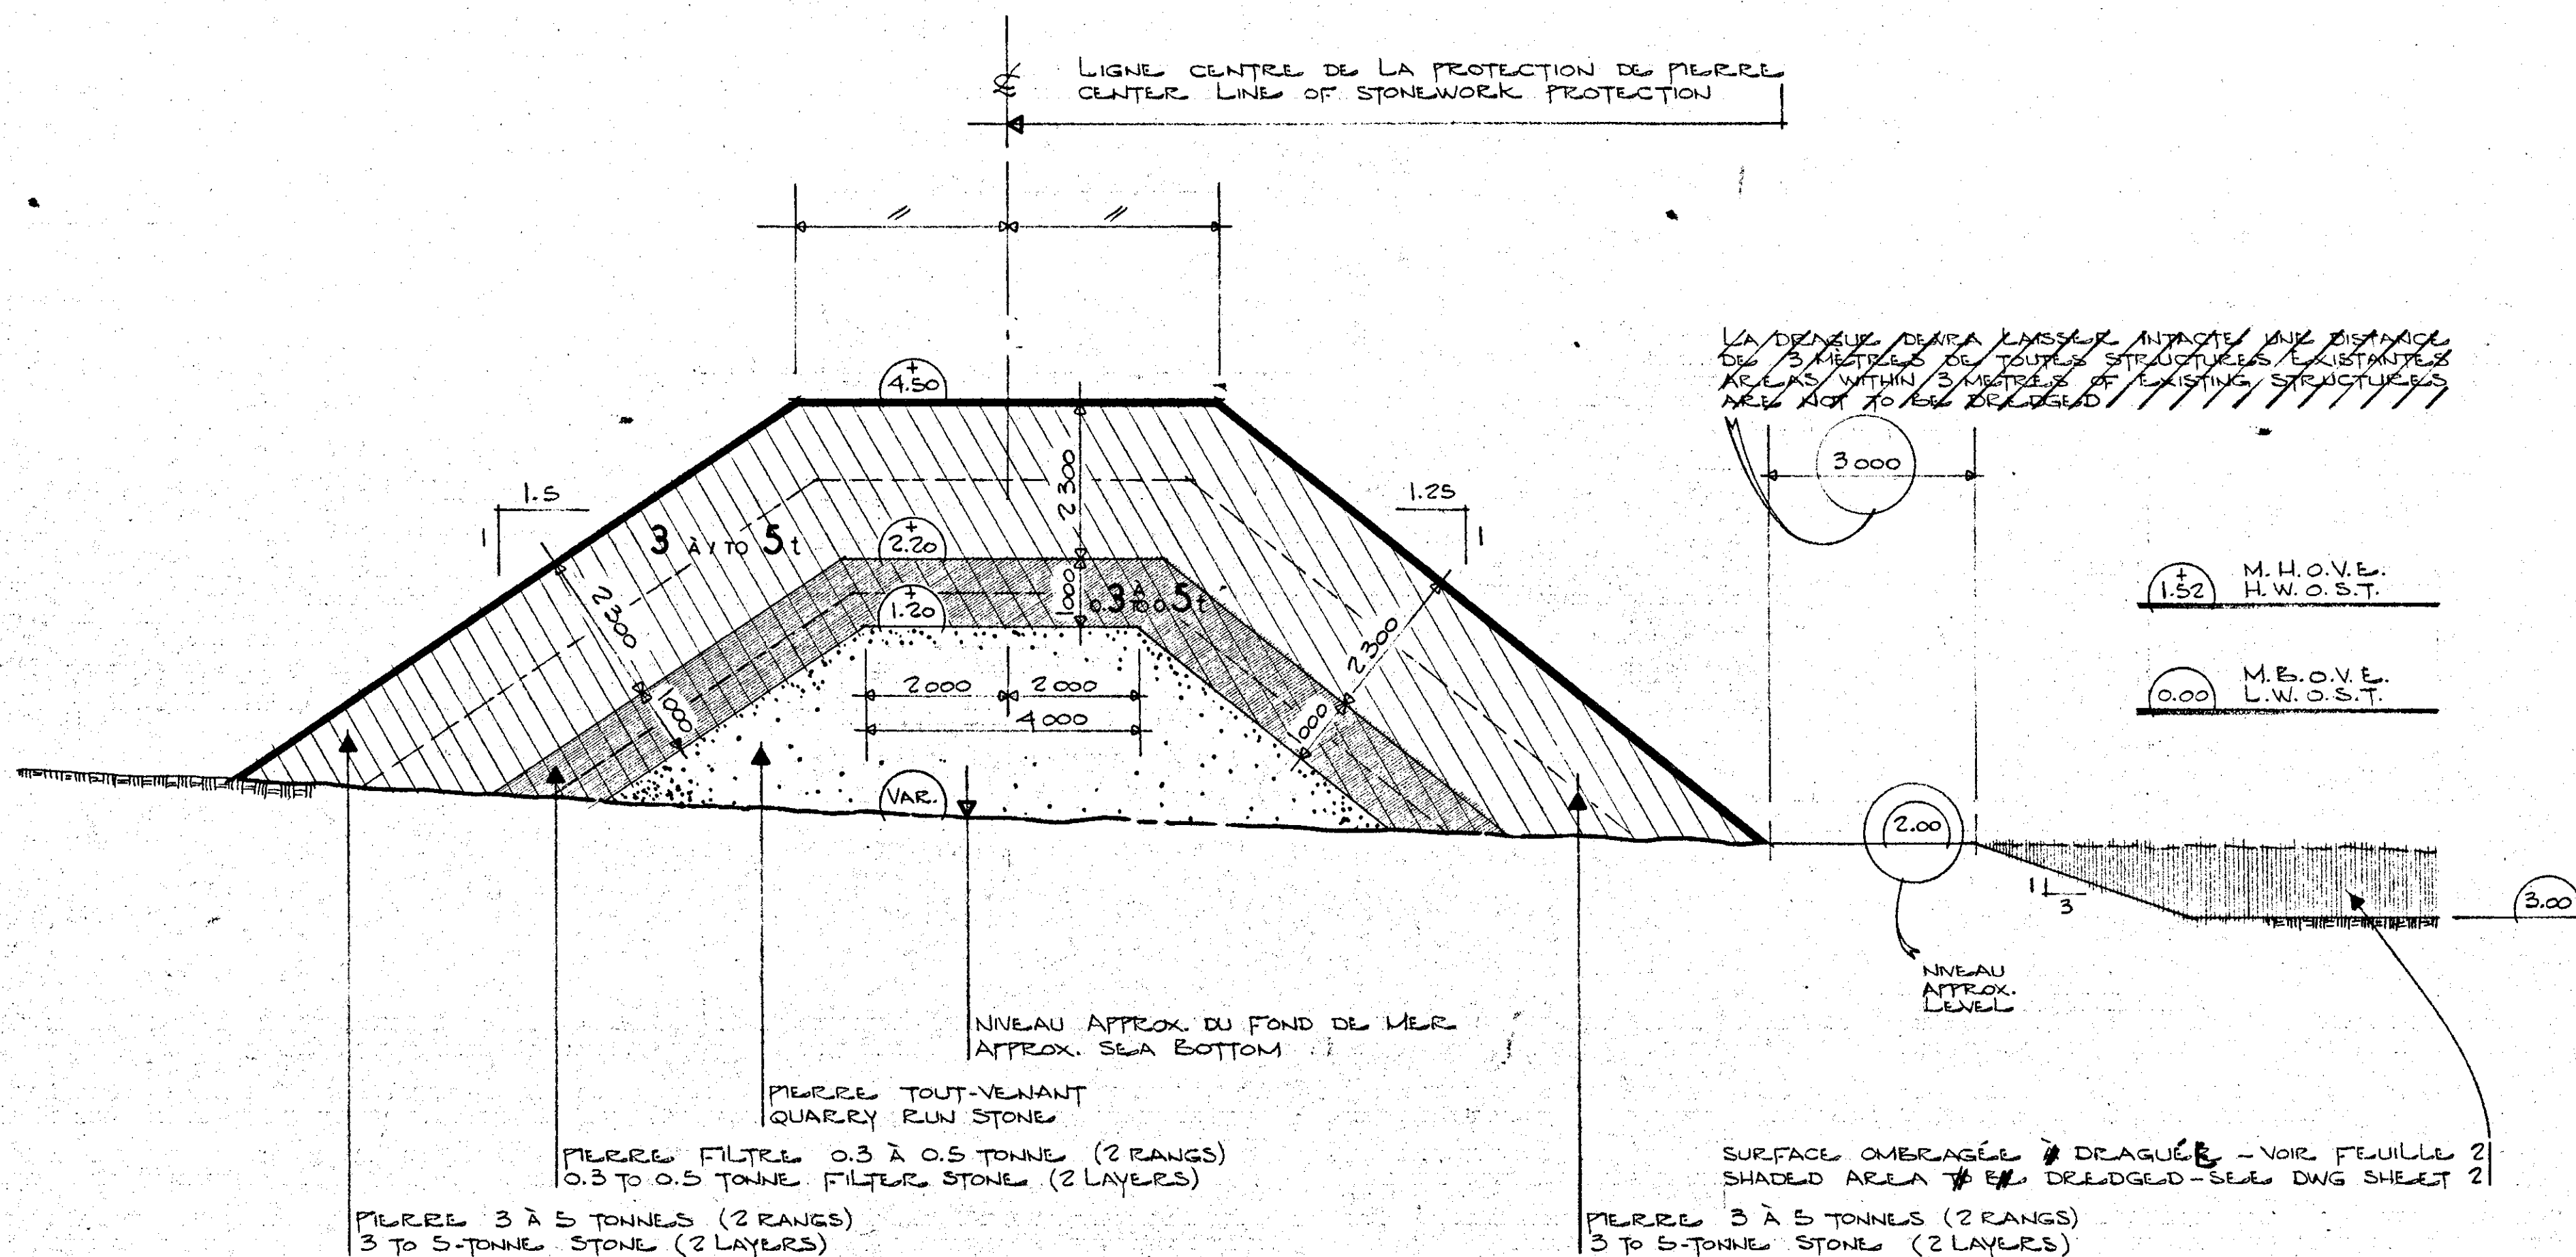 LIGNE CENTRE DE LA PROTECTION DE PIERRE
CENTER LINE OF STONEWORK PROTECTION
LA DRAGUE DEVRA LAISSER INTACTE UNE DISTANCE
DE 3 MÈTRES DE TOUTES STRUCTURES EXISTANTES
AREAS WITHIN 3 METRES OF EXISTING STRUCTURES
ARE NOT TO BE DREDGED
3000
+
4.50
2300
1.5
1
1.25
1
3 À/TO 5t
+
2.20
1000
0.3 À TO 0.5t
+
1.20
2300
1000
2300
1000
2000
2000
4000
VAR.
+
1.52
M.H.O.V.E.
H.W.O.S.T.
0.00
M.B.O.V.E.
L.W.O.S.T.
2.00
1
3
3.00
NIVEAU
APPROX.
LEVEL
NIVEAU APPROX. DU FOND DE MER
APPROX. SEA BOTTOM
PIERRE TOUT-VENANT
QUARRY RUN STONE
PIERRE FILTRE 0.3 À 0.5 TONNE (2 RANGS)
0.3 TO 0.5 TONNE FILTER STONE (2 LAYERS)
PIERRE 3 À 5 TONNES (2 RANGS)
3 TO 5-TONNE STONE (2 LAYERS)
PIERRE 3 À 5 TONNES (2 RANGS)
3 TO 5-TONNE STONE (2 LAYERS)
SURFACE OMBRAGÉE À DRAGUÉE - VOIR FEUILLE 2
SHADED AREA TO BE DREDGED - SEE DWG SHEET 2